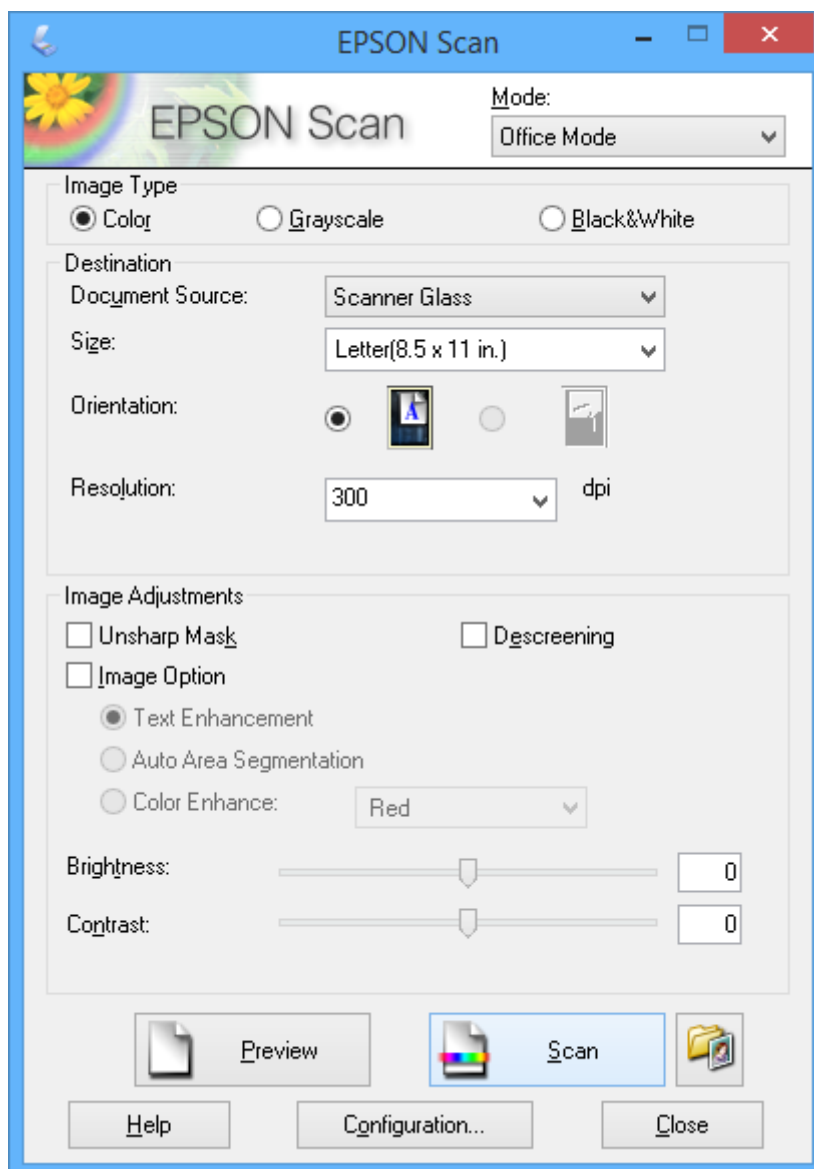 EPSON Scan
EPSON Scan
Mode:
Office Mode
Image Type
Color Grayscale Black&White
Destination
Document Source: Scanner Glass
Size: Letter(8.5 x 11 in.)
Orientation: A
Resolution: 300 dpi
Image Adjustments
Unsharp Mask Descreening
Image Option
Text Enhancement
Auto Area Segmentation
Color Enhance: Red
Brightness: 0
Contrast: 0
Preview Scan
Help Configuration... Close